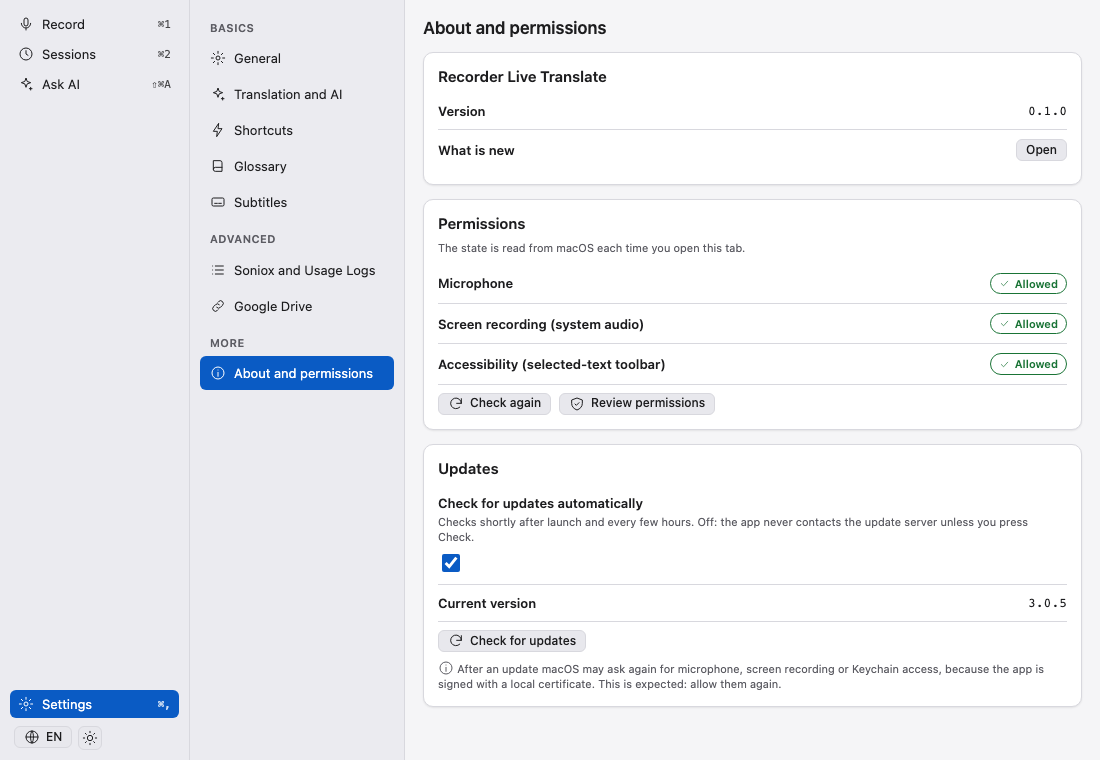 Record ⌘1
Sessions ⌘2
Ask AI ⇧⌘A
Settings ⌘,
EN
BASICS
General
Translation and AI
Shortcuts
Glossary
Subtitles
ADVANCED
Soniox and Usage Logs
Google Drive
MORE
About and permissions
About and permissions
Recorder Live Translate
Version 0.1.0
What is new Open
Permissions
The state is read from macOS each time you open this tab.
Microphone Allowed
Screen recording (system audio) Allowed
Accessibility (selected-text toolbar) Allowed
Check again Review permissions
Updates
Check for updates automatically
Checks shortly after launch and every few hours. Off: the app never contacts the update server unless you press
Check.
Current version 3.0.5
Check for updates
After an update macOS may ask again for microphone, screen recording or Keychain access, because the app is
signed with a local certificate. This is expected: allow them again.